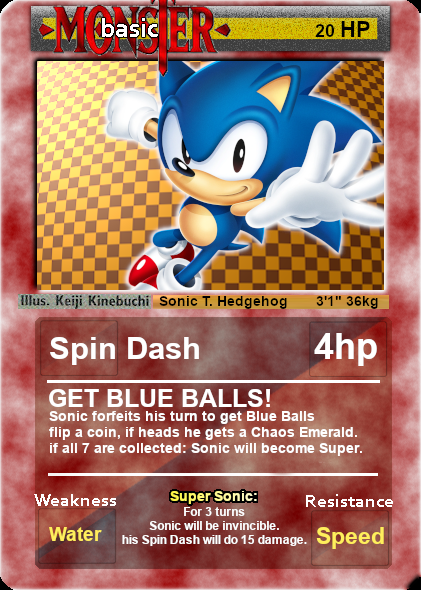 MONSTER
basic
20 HP
Illus. Keiji Kinebuchi Sonic T. Hedgehog 3'1" 36kg
Spin Dash 4hp
GET BLUE BALLS!
Sonic forfeits his turn to get Blue Balls
flip a coin, if heads he gets a Chaos Emerald.
if all 7 are collected: Sonic will become Super.
Weakness
Water
Super Sonic:
For 3 turns
Sonic will be invincible.
his Spin Dash will do 15 damage.
Resistance
Speed